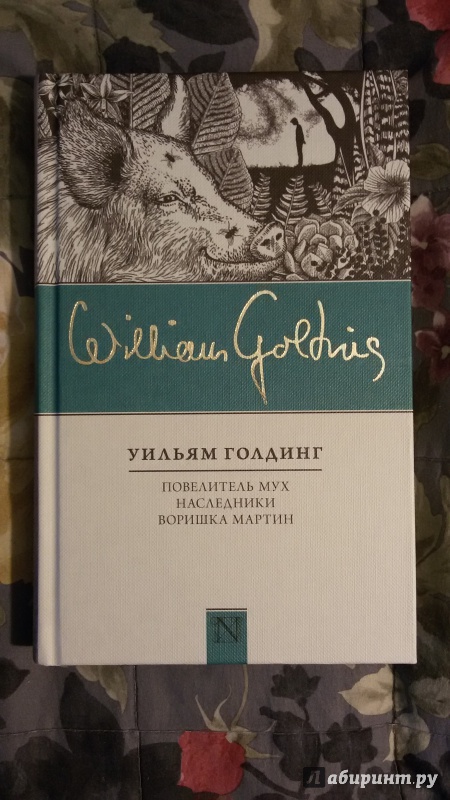 William Golding
УИЛЬЯМ ГОЛДИНГ
ПОВЕЛИТЕЛЬ МУХ
НАСЛЕДНИКИ
ВОРИШКА МАРТИН
N
Лабиринт.ру